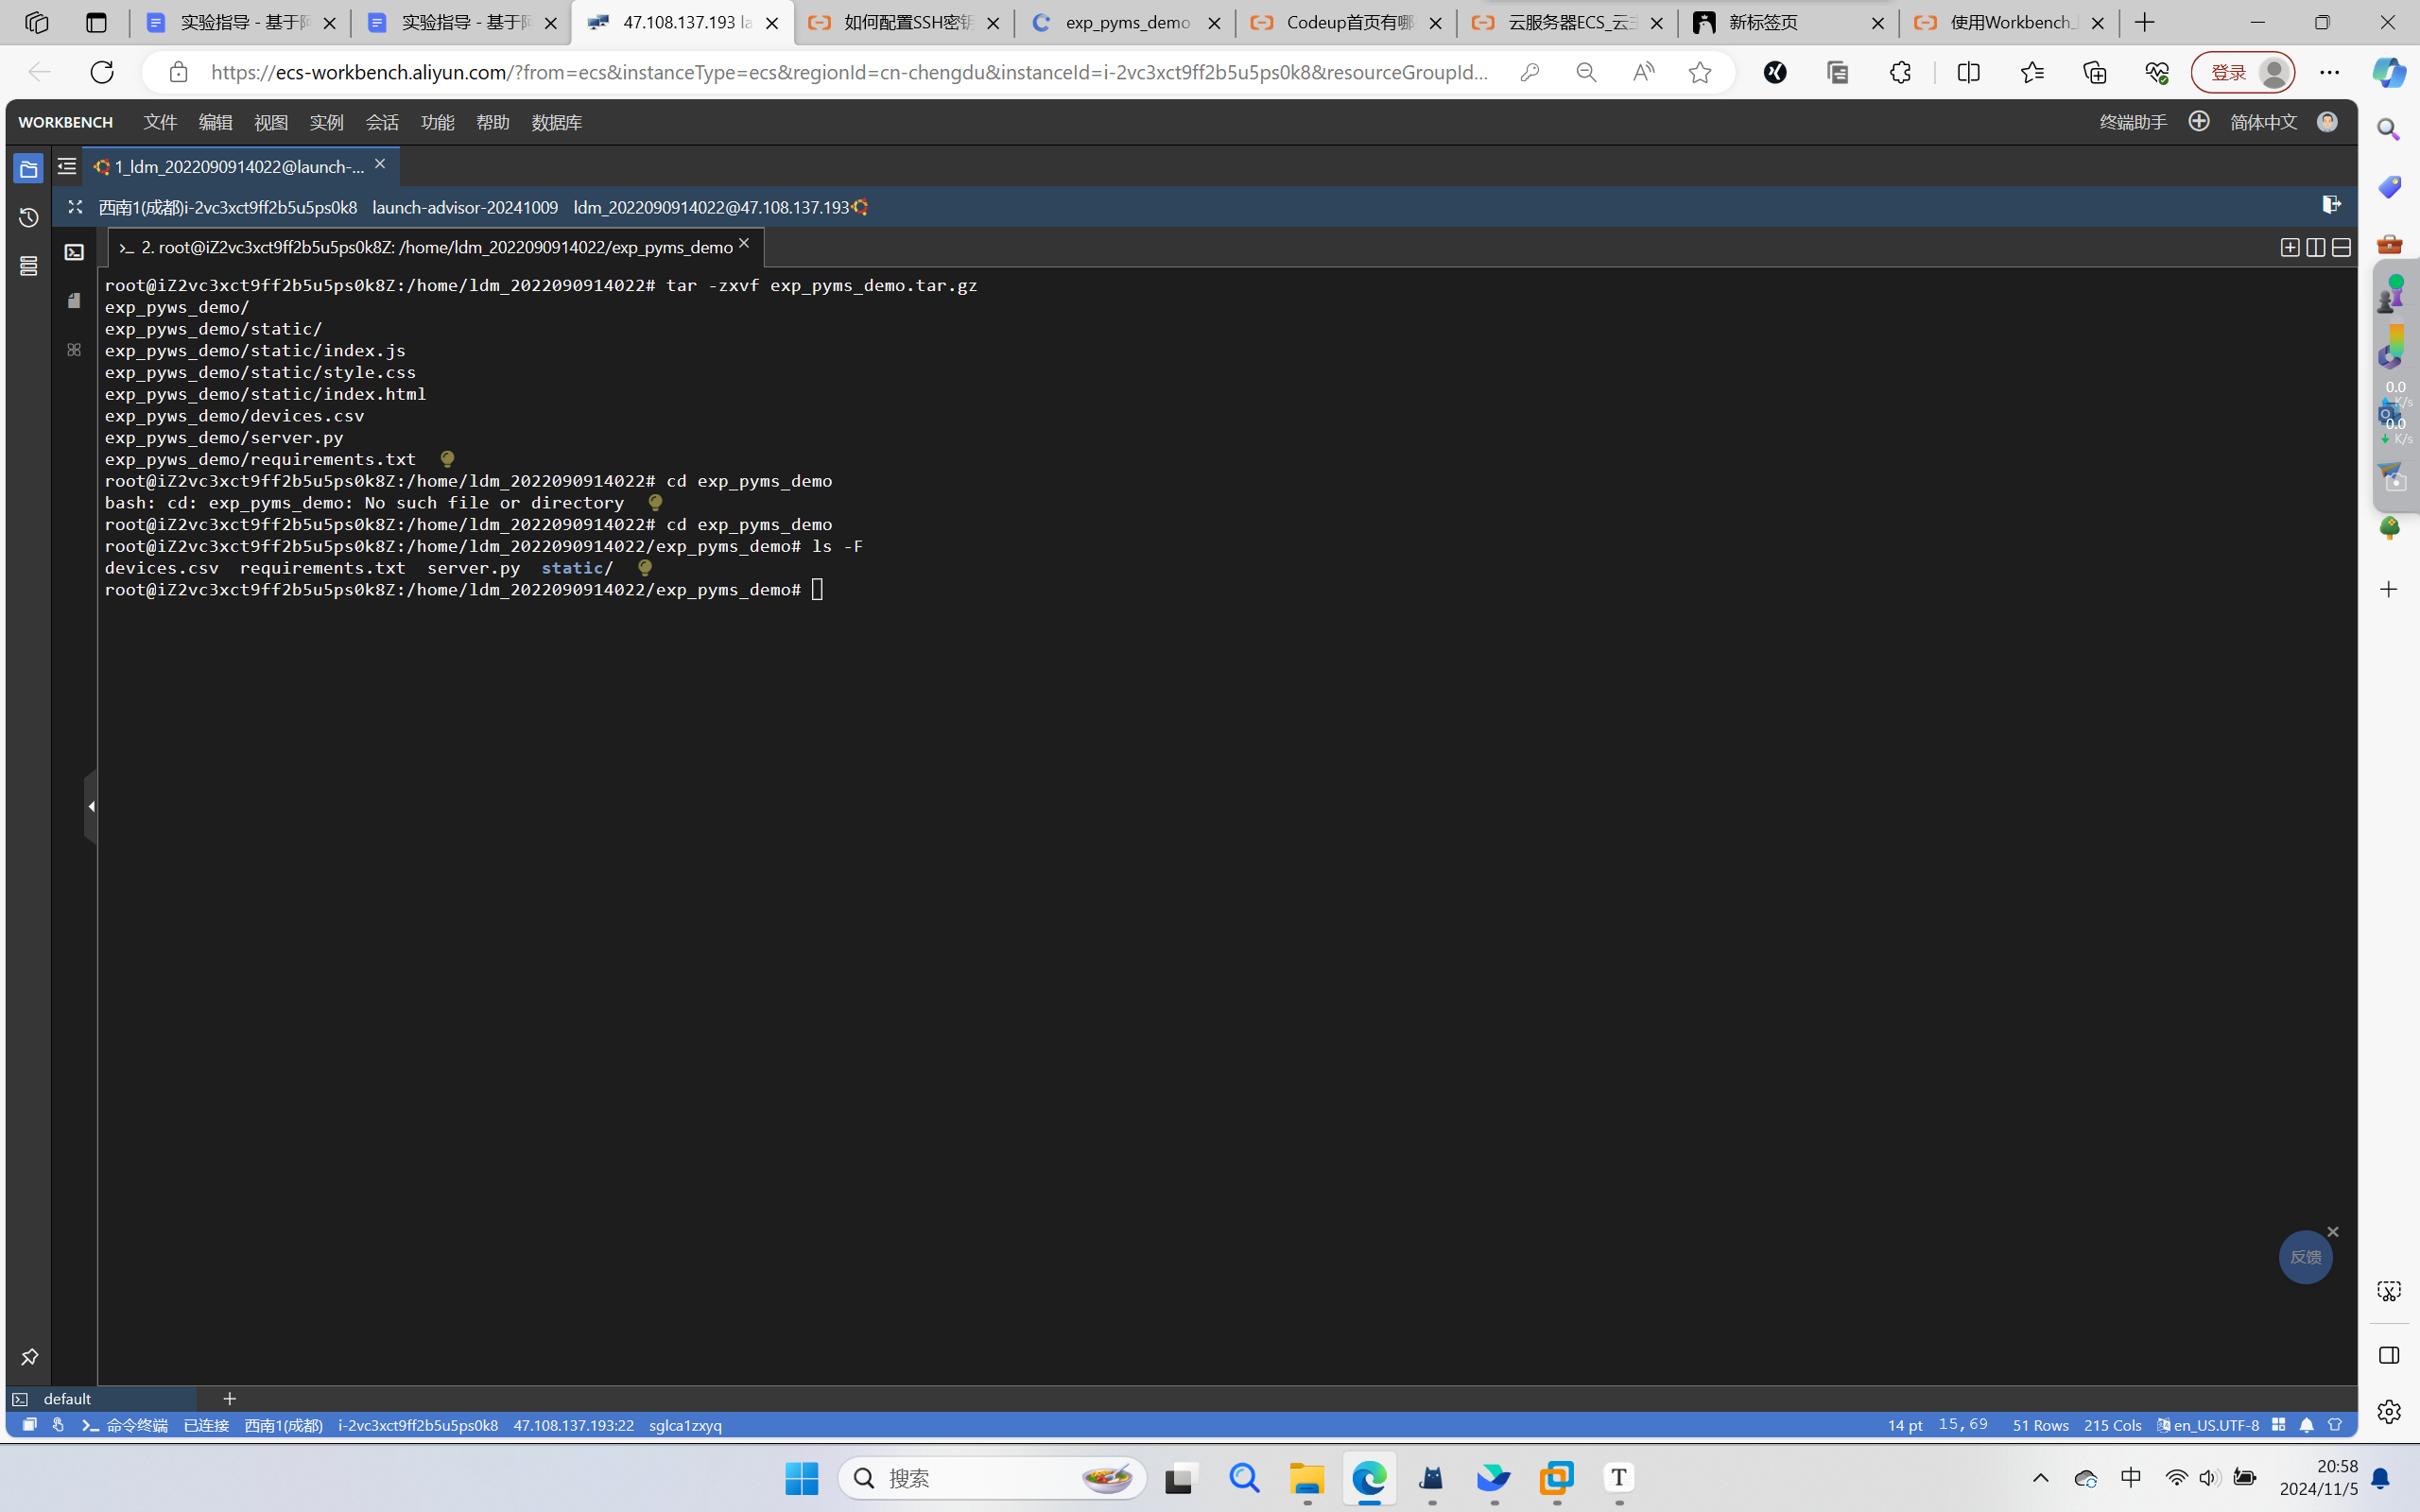 实验指导 - 基于阿
实验指导 - 基于阿
47.108.137.193 la
如何配置SSH密钥
exp_pyms_demo
Codeup首页有哪
云服务器ECS_云主
新标签页
使用Workbench_
https://ecs-workbench.aliyun.com/?from=ecs&instanceType=ecs&regionId=cn-chengdu&instanceId=i-2vc3xct9ff2b5u5ps0k8&resourceGroupId...
登录
WORKBENCH 文件 编辑 视图 实例 会话 功能 帮助 数据库
终端助手 简体中文
1_ldm_2022090914022@launch-...
西南1(成都)i-2vc3xct9ff2b5u5ps0k8 launch-advisor-20241009 ldm_2022090914022@47.108.137.193
>_ 2. root@iZ2vc3xct9ff2b5u5ps0k8Z: /home/ldm_2022090914022/exp_pyms_demo
root@iZ2vc3xct9ff2b5u5ps0k8Z:/home/ldm_2022090914022# tar -zxvf exp_pyms_demo.tar.gz
exp_pyws_demo/
exp_pyws_demo/static/
exp_pyws_demo/static/index.js
exp_pyws_demo/static/style.css
exp_pyws_demo/static/index.html
exp_pyws_demo/devices.csv
exp_pyws_demo/server.py
exp_pyws_demo/requirements.txt
root@iZ2vc3xct9ff2b5u5ps0k8Z:/home/ldm_2022090914022# cd exp_pyms_demo
bash: cd: exp_pyms_demo: No such file or directory
root@iZ2vc3xct9ff2b5u5ps0k8Z:/home/ldm_2022090914022# cd exp_pyms_demo
root@iZ2vc3xct9ff2b5u5ps0k8Z:/home/ldm_2022090914022/exp_pyms_demo# ls -F
devices.csv requirements.txt server.py static/
root@iZ2vc3xct9ff2b5u5ps0k8Z:/home/ldm_2022090914022/exp_pyms_demo#
0.0
K/s
0.0
K/s
反馈
default
命令终端 已连接 西南1(成都) i-2vc3xct9ff2b5u5ps0k8 47.108.137.193:22 sglca1zxyq
14 pt 15,69 51 Rows 215 Cols en_US.UTF-8
搜索
中
20:58
2024/11/5